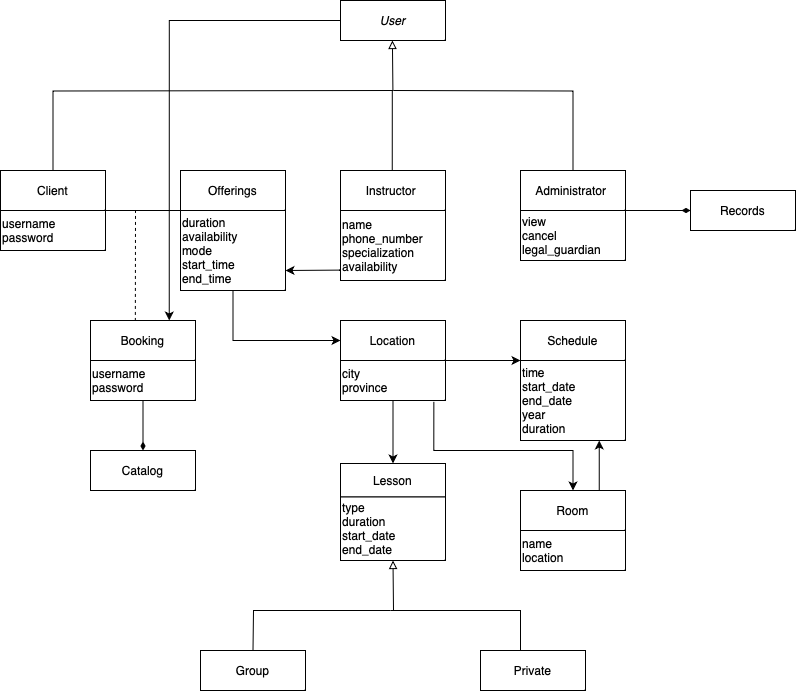 User
Client
username
password
Offerings
duration
availability
mode
start_time
end_time
Instructor
name
phone_number
specialization
availability
Administrator
view
cancel
legal_guardian
Records
Booking
username
password
Location
city
province
Schedule
time
start_date
end_date
year
duration
Catalog
Lesson
type
duration
start_date
end_date
Room
name
location
Group
Private